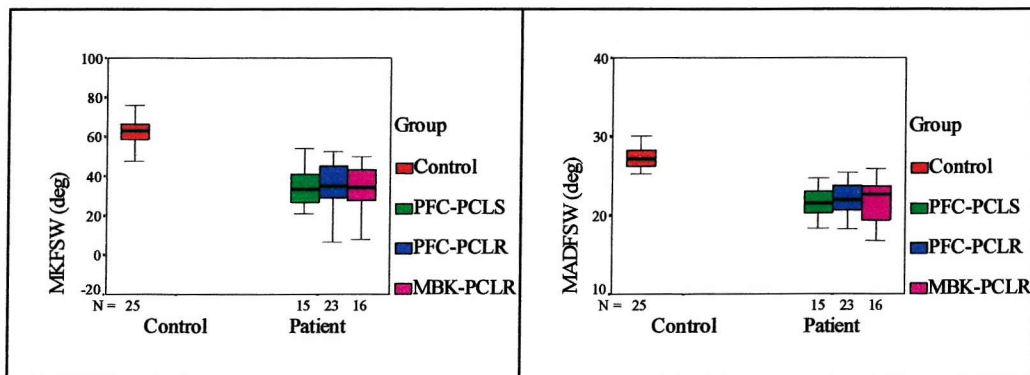 100
80
60
40
20
0
-20
MKFSW (deg)
N = 25 15 23 16
Control Patient
Group
Control
PFC-PCLS
PFC-PCLR
MBK-PCLR
40
30
20
10
MADFSW (deg)
N = 25 15 23 16
Control Patient
Group
Control
PFC-PCLS
PFC-PCLR
MBK-PCLR